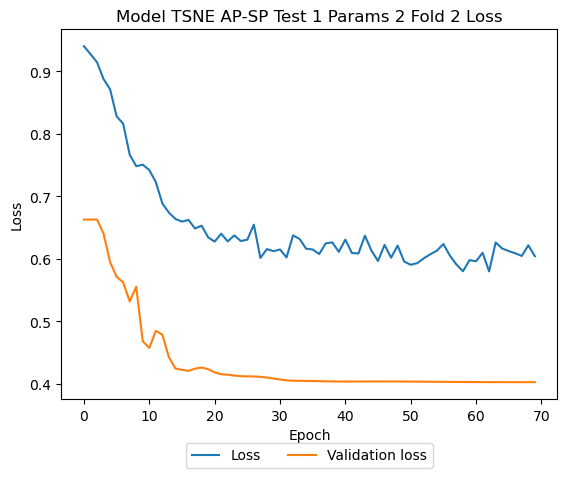 Model TSNE AP-SP Test 1 Params 2 Fold 2 Loss
Loss
0.9
0.8
0.7
0.6
0.5
0.4
0 10 20 30 40 50 60 70
Epoch
Loss Validation loss